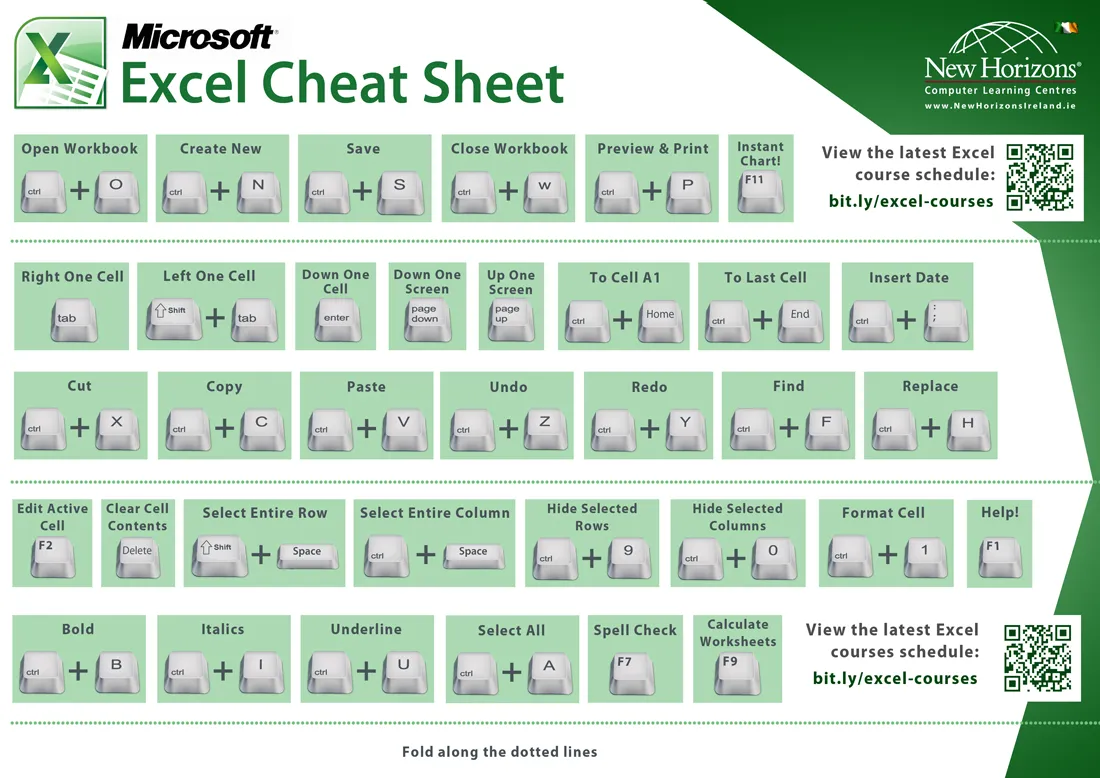 Microsoft
Excel Cheat Sheet
New Horizons®
Computer Learning Centres
www.NewHorizonsIreland.ie
Open Workbook
ctrl + O
Create New
ctrl + N
Save
ctrl + S
Close Workbook
ctrl + w
Preview & Print
ctrl + P
Instant
Chart!
F11
View the latest Excel
course schedule:
bit.ly/excel-courses
Right One Cell
tab
Left One Cell
Shift + tab
Down One
Cell
enter
Down One
Screen
page
down
Up One
Screen
page
up
To Cell A1
ctrl + Home
To Last Cell
ctrl + End
Insert Date
ctrl + :
;
Cut
ctrl + X
Copy
ctrl + C
Paste
ctrl + V
Undo
ctrl + Z
Redo
ctrl + Y
Find
ctrl + F
Replace
ctrl + H
Edit Active
Cell
F2
Clear Cell
Contents
Delete
Select Entire Row
Shift + Space
Select Entire Column
ctrl + Space
Hide Selected
Rows
ctrl + 9
Hide Selected
Columns
ctrl + 0
Format Cell
ctrl + 1
Help!
F1
Bold
ctrl + B
Italics
ctrl + I
Underline
ctrl + U
Select All
ctrl + A
Spell Check
F7
Calculate
Worksheets
F9
View the latest Excel
courses schedule:
bit.ly/excel-courses
Fold along the dotted lines